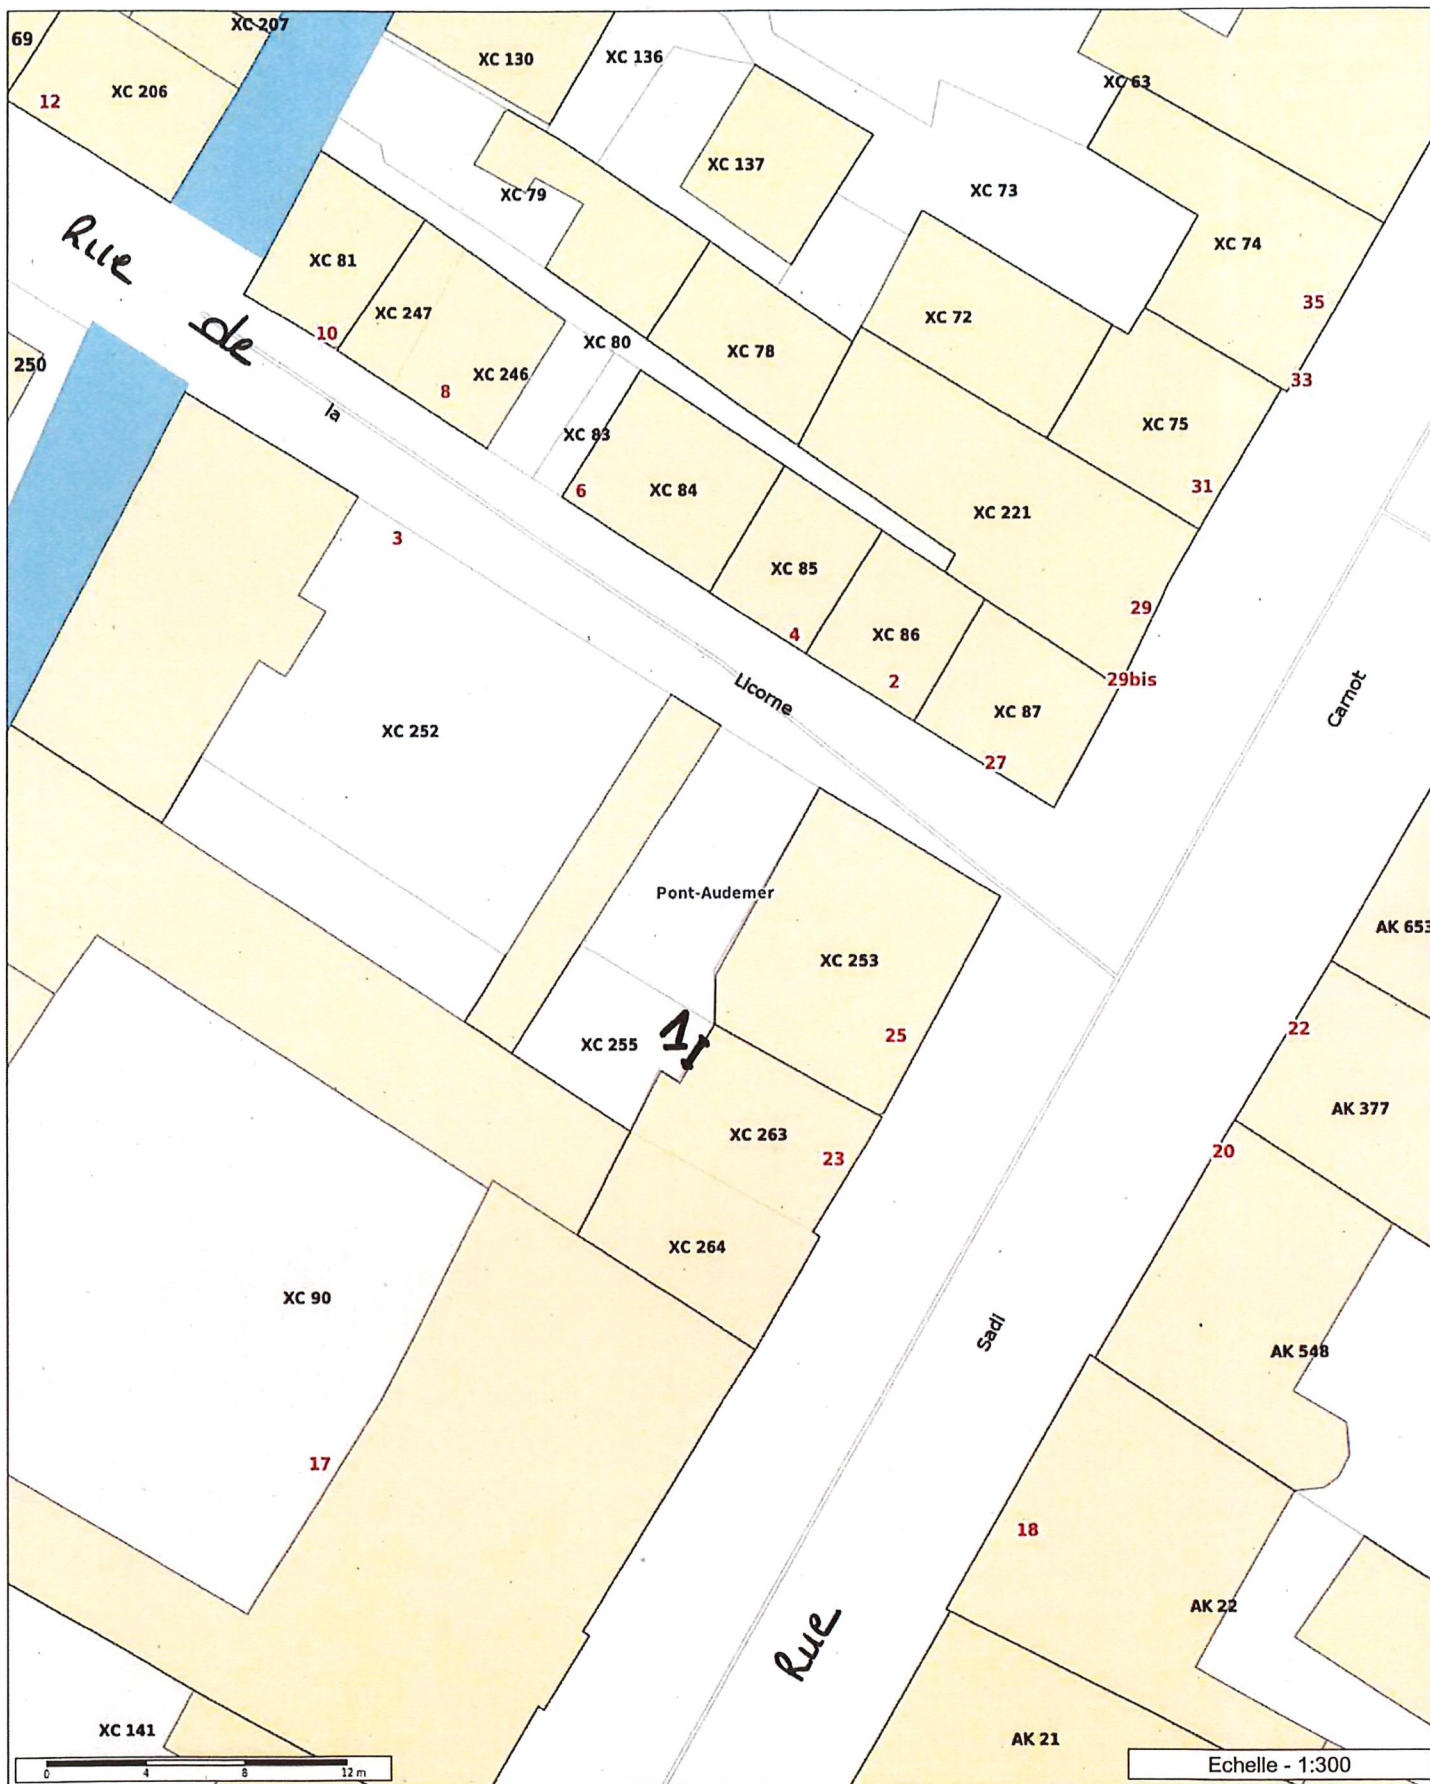 XC 207
69
XC 206
12
XC 130
XC 136
XC 63
XC 137
XC 79
XC 73
XC 74
35
Rue
de
la
Licorne
XC 81
10
XC 247
XC 246
8
XC 80
XC 78
XC 72
33
XC 75
31
250
XC 83
6
XC 84
XC 221
3
XC 85
4
XC 86
2
29
29bis
XC 87
27
Carnot
XC 252
Pont-Audemer
XC 253
25
AK 653
22
XC 255
1
XC 263
23
AK 377
20
XC 264
XC 90
Sadi
AK 548
17
18
AK 22
Rue
XC 141
AK 21
0 4 8 12 m
Echelle - 1:300